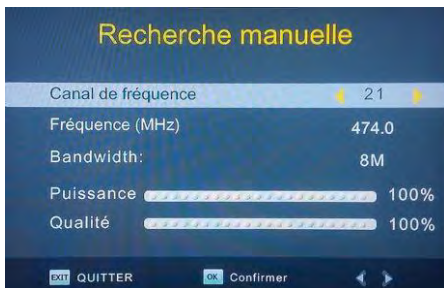 Recherche manuelle
Canal de fréquence 21
Fréquence (MHz) 474.0
Bandwidth: 8M
Puissance 100%
Qualité 100%
EXIT QUITTER OK Confirmer